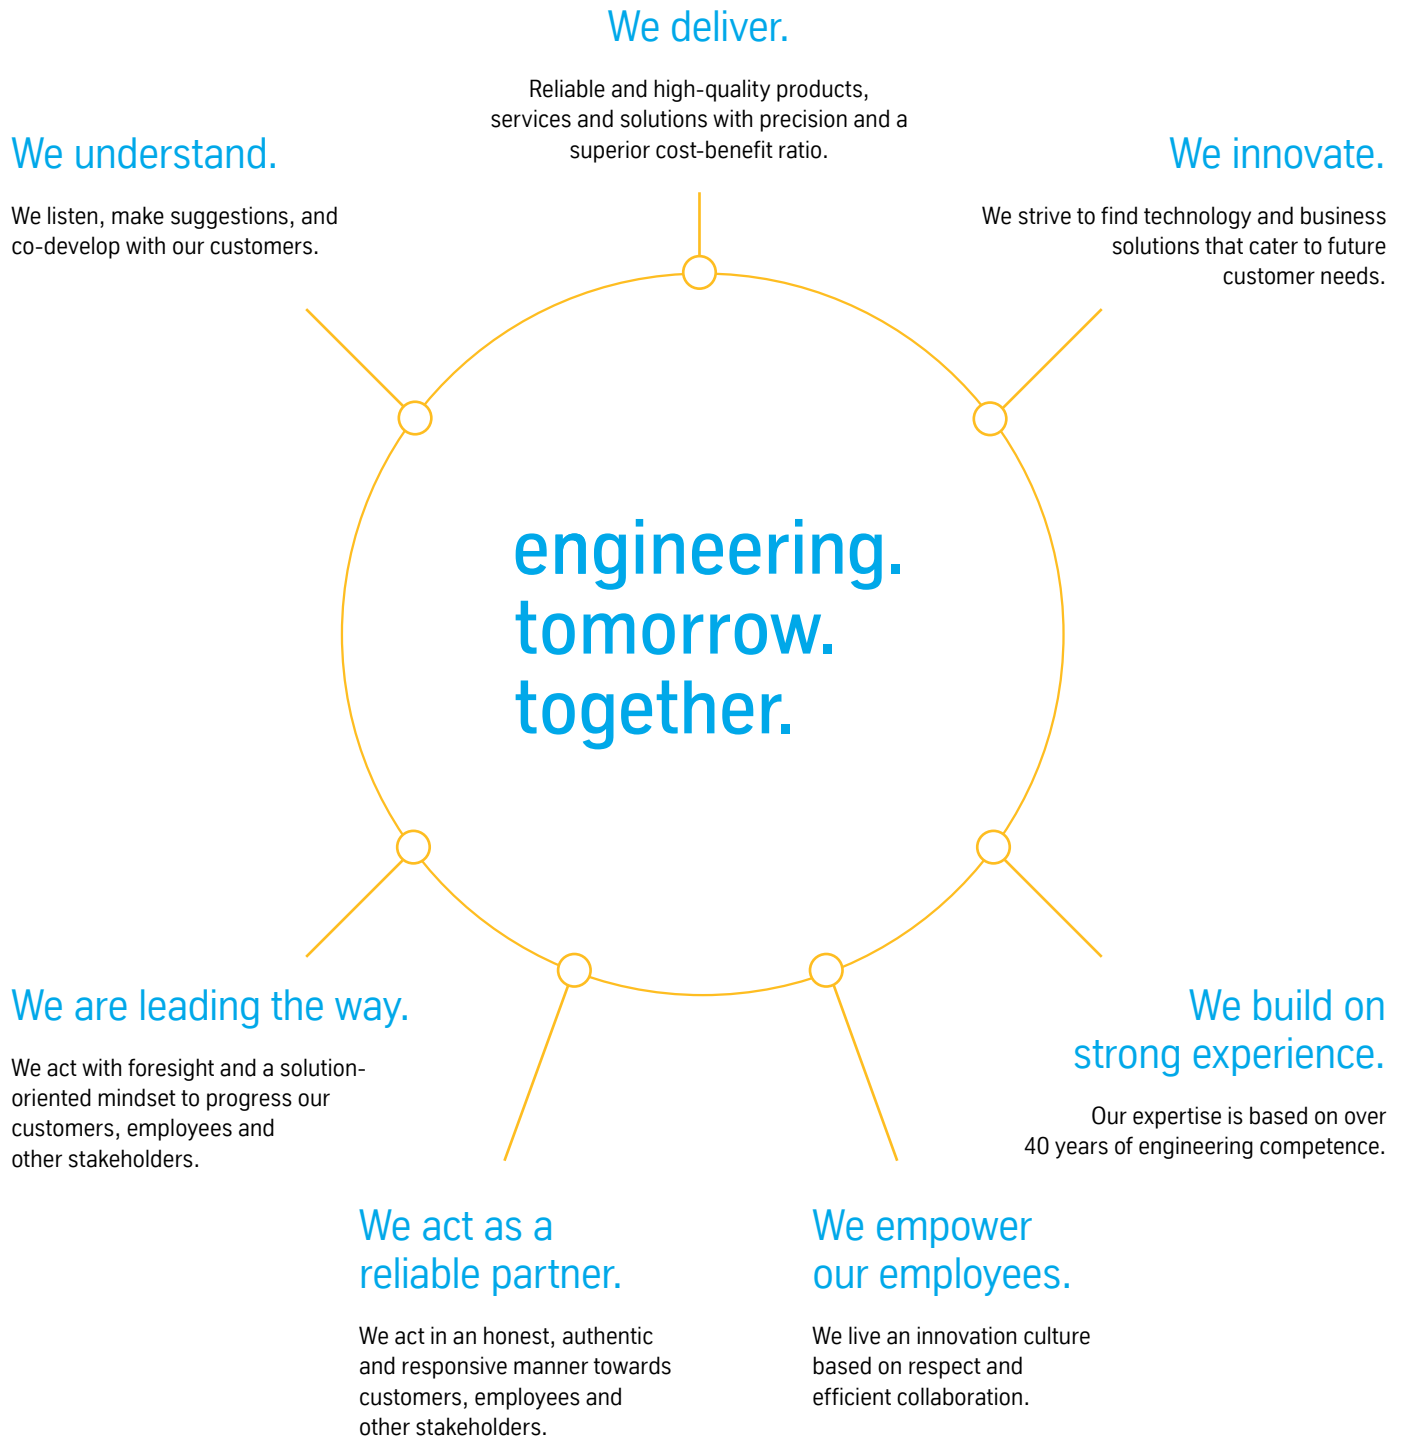 We deliver.
Reliable and high-quality products,
services and solutions with precision and a
superior cost-benefit ratio.
We understand.
We listen, make suggestions, and
co-develop with our customers.
We innovate.
We strive to find technology and business
solutions that cater to future
customer needs.
engineering.
tomorrow.
together.
We are leading the way.
We act with foresight and a solution-
oriented mindset to progress our
customers, employees and
other stakeholders.
We build on
strong experience.
Our expertise is based on over
40 years of engineering competence.
We act as a
reliable partner.
We act in an honest, authentic
and responsive manner towards
customers, employees and
other stakeholders.
We empower
our employees.
We live an innovation culture
based on respect and
efficient collaboration.